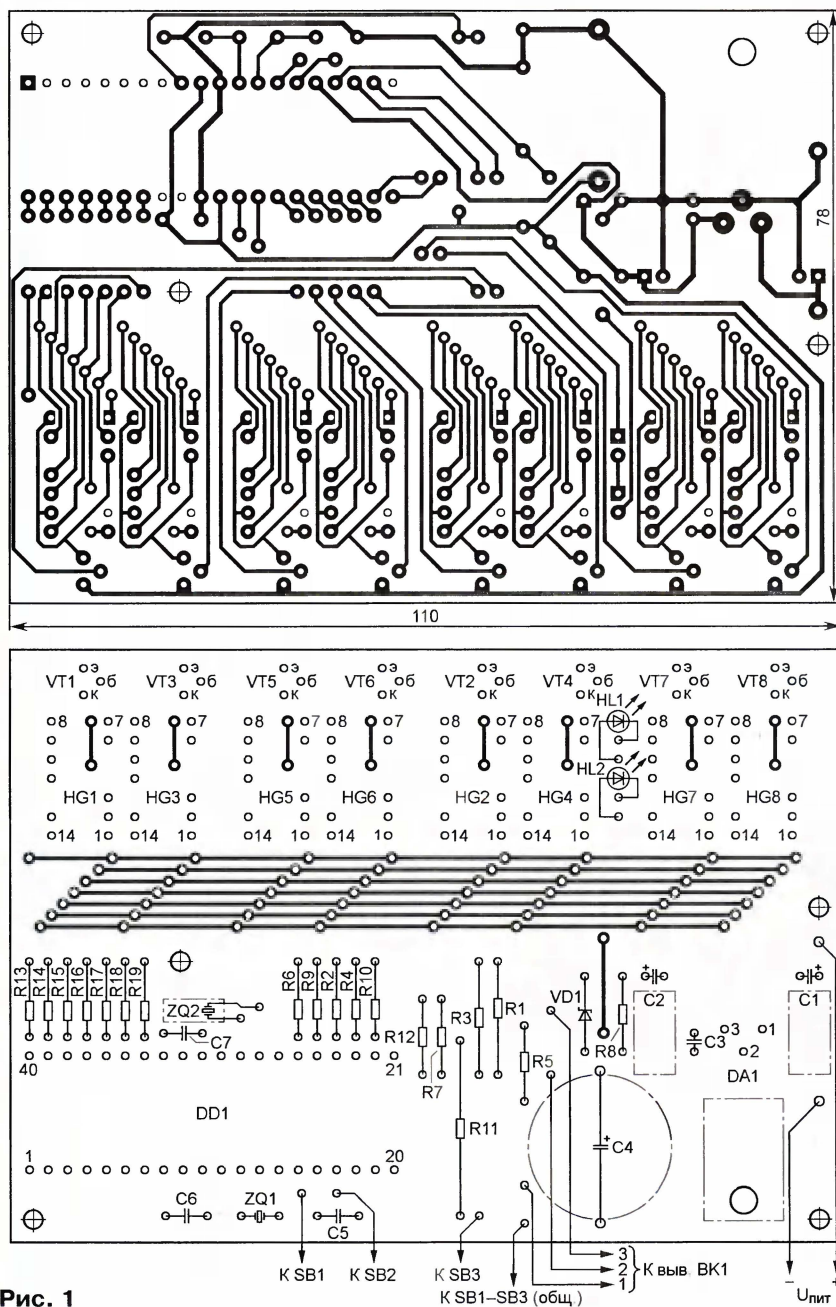 78
110
VT1 э б к VT3 э б к VT5 э б к VT6 э б к VT2 э б к VT4 э б к VT7 э б к VT8 э б к
HL1
8 7 8 7 8 7 8 7 8 7 8 7 8 7 8 7
HL2
HG1 HG3 HG5 HG6 HG2 HG4 HG7 HG8
14 1 14 1 14 1 14 1 14 1 14 1 14 1 14 1
R13 R14 R15 R16 R17 R18 R19 R6 R9 R2 R4 R10
ZQ2 R3 R1 VD1 + C2 + C1
C7 R12 R7 R5 R8 C3 3 1 2
40 21 DA1
DD1 R11 + C4
1 20
C6 ZQ1 C5
К SB1 К SB2 К SB3 К SB1–SB3 (общ.)
3
2 К выв. BK1
1
– + Uпит
Рис. 1